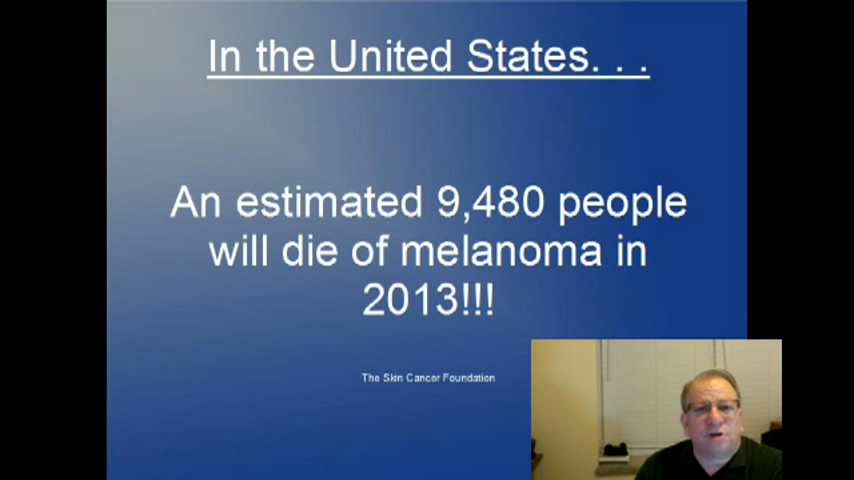 In the United States. . .
An estimated 9,480 people
will die of melanoma in
2013!!!
The Skin Cancer Foundation